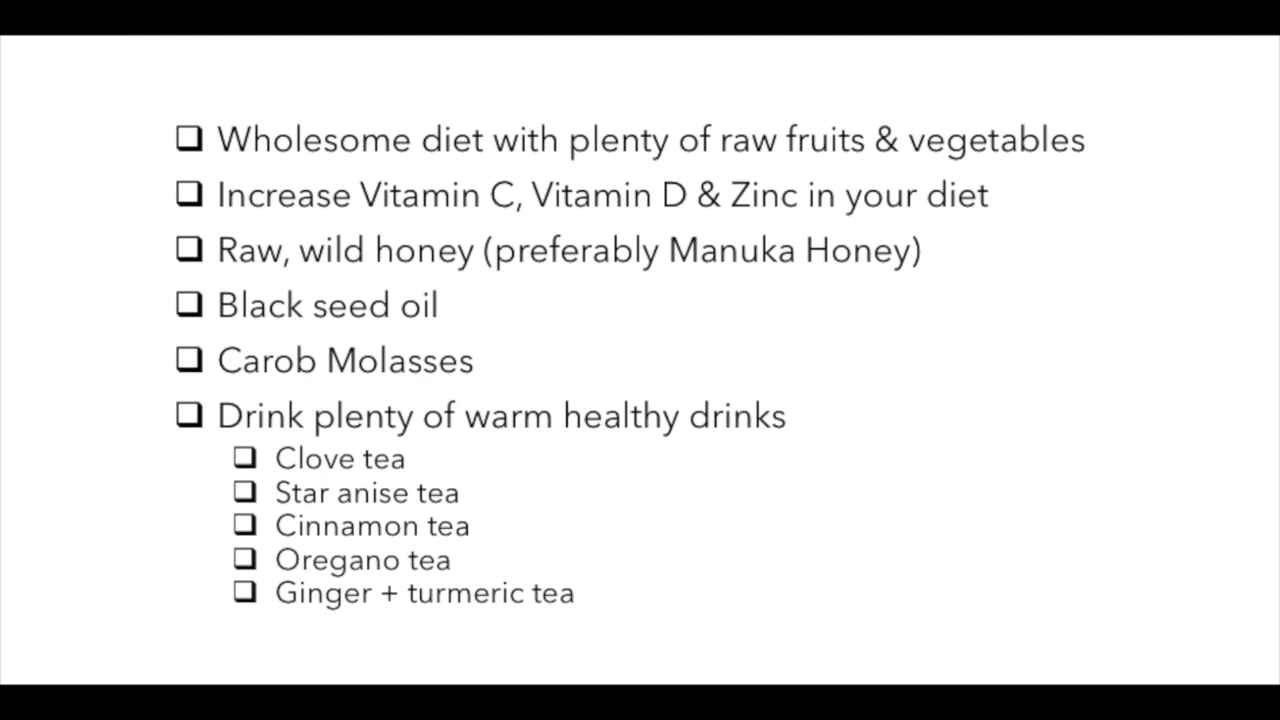 ❑ Wholesome diet with plenty of raw fruits & vegetables
❑ Increase Vitamin C, Vitamin D & Zinc in your diet
❑ Raw, wild honey (preferably Manuka Honey)
❑ Black seed oil
❑ Carob Molasses
❑ Drink plenty of warm healthy drinks
❑ Clove tea
❑ Star anise tea
❑ Cinnamon tea
❑ Oregano tea
❑ Ginger + turmeric tea